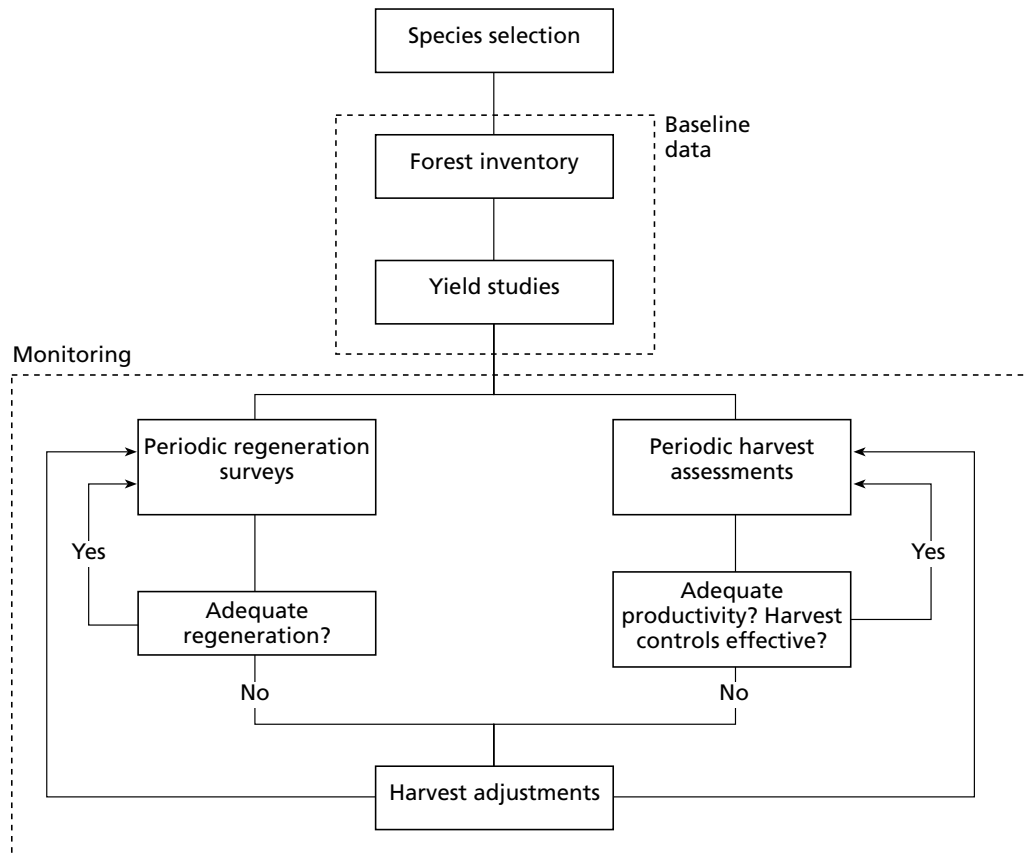 Species selection
Baseline
data
Forest inventory
Yield studies
Monitoring
Periodic regeneration
surveys
Periodic harvest
assessments
Yes
Yes
Adequate
regeneration?
Adequate
productivity? Harvest
controls effective?
No
No
Harvest adjustments